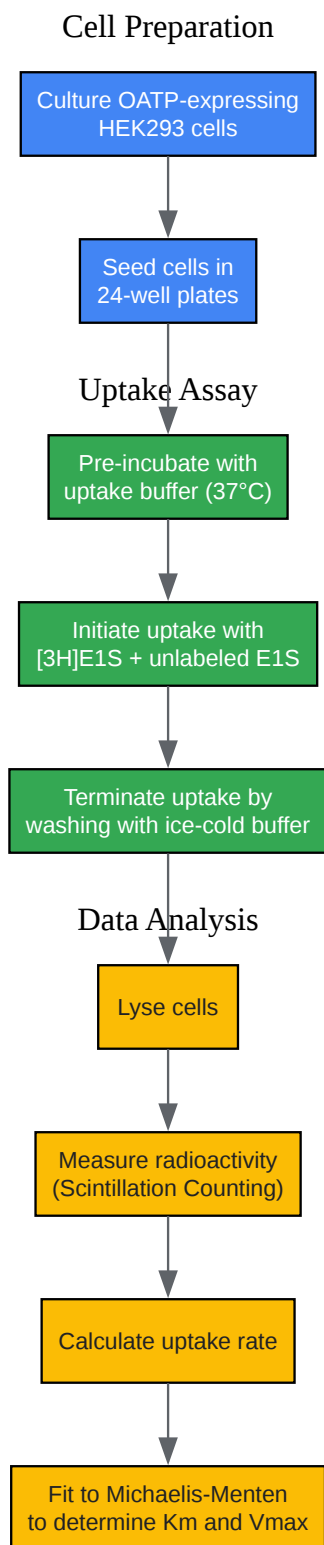 Cell Preparation
Culture OATP-expressing
HEK293 cells
Seed cells in
24-well plates
Uptake Assay
Pre-incubate with
uptake buffer (37°C)
Initiate uptake with
[3H]E1S + unlabeled E1S
Terminate uptake by
washing with ice-cold buffer
Data Analysis
Lyse cells
Measure radioactivity
(Scintillation Counting)
Calculate uptake rate
Fit to Michaelis-Menten
to determine Km and Vmax